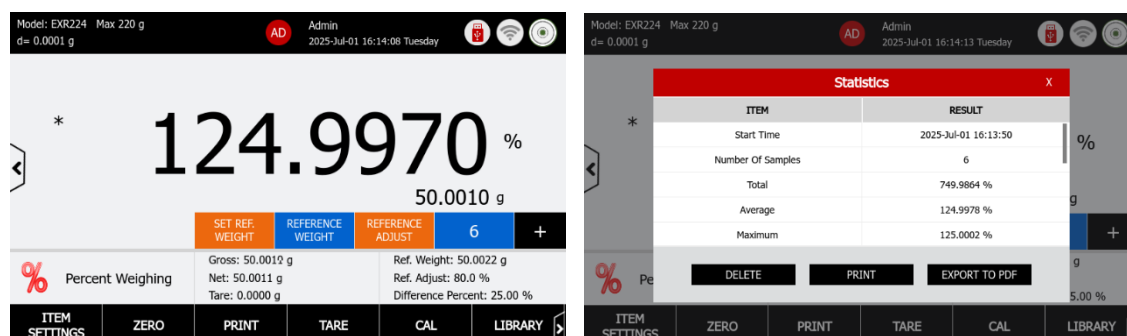 Model: EXR224 Max 220 g
d= 0.0001 g
AD
Admin
2025-Jul-01 16:14:08 Tuesday
*
124.9970 %
50.0010 g
SET REF. WEIGHT
REFERENCE WEIGHT
REFERENCE ADJUST
6
+
% Percent Weighing
Net: 50.0011 g
Tare: 0.0000 g
Ref. Weight: 50.0022 g
Ref. Adjust: 80.0 %
Difference Percent: 25.00 %
ITEM SETTINGS
ZERO
PRINT
TARE
CAL
LIBRARY
Model: EXR224 Max 220 g
d= 0.0001 g
AD
Admin
2025-Jul-01 16:14:13 Tuesday
*
%
g
Statistics X
ITEM RESULT
Start Time 2025-Jul-01 16:13:50
Number Of Samples 6
Total 749.9864 %
Average 124.9978 %
Maximum 125.0002 %
DELETE
PRINT
EXPORT TO PDF
+
% Pe
g
5.00 %
ITEM SETTINGS
ZERO
PRINT
TARE
CAL
LIBRARY